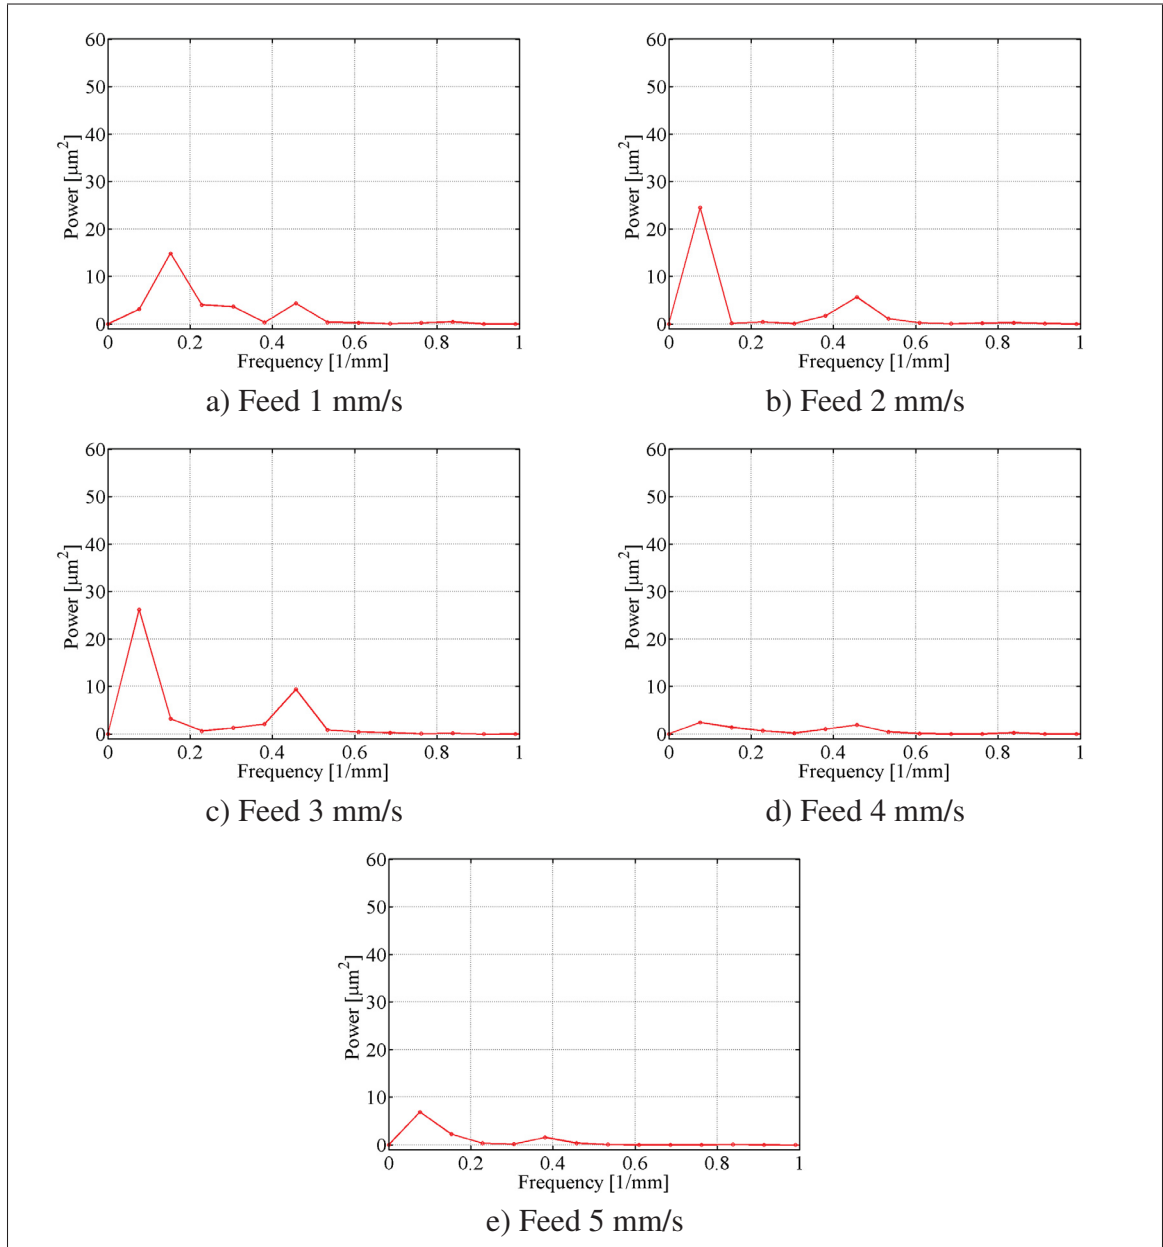 60
50
40
30
20
10
0
Power [μm²]
0 0.2 0.4 0.6 0.8 1
Frequency [1/mm]
a) Feed 1 mm/s
60
50
40
30
20
10
0
Power [μm²]
0 0.2 0.4 0.6 0.8 1
Frequency [1/mm]
b) Feed 2 mm/s
60
50
40
30
20
10
0
Power [μm²]
0 0.2 0.4 0.6 0.8 1
Frequency [1/mm]
c) Feed 3 mm/s
60
50
40
30
20
10
0
Power [μm²]
0 0.2 0.4 0.6 0.8 1
Frequency [1/mm]
d) Feed 4 mm/s
60
50
40
30
20
10
0
Power [μm²]
0 0.2 0.4 0.6 0.8 1
Frequency [1/mm]
e) Feed 5 mm/s